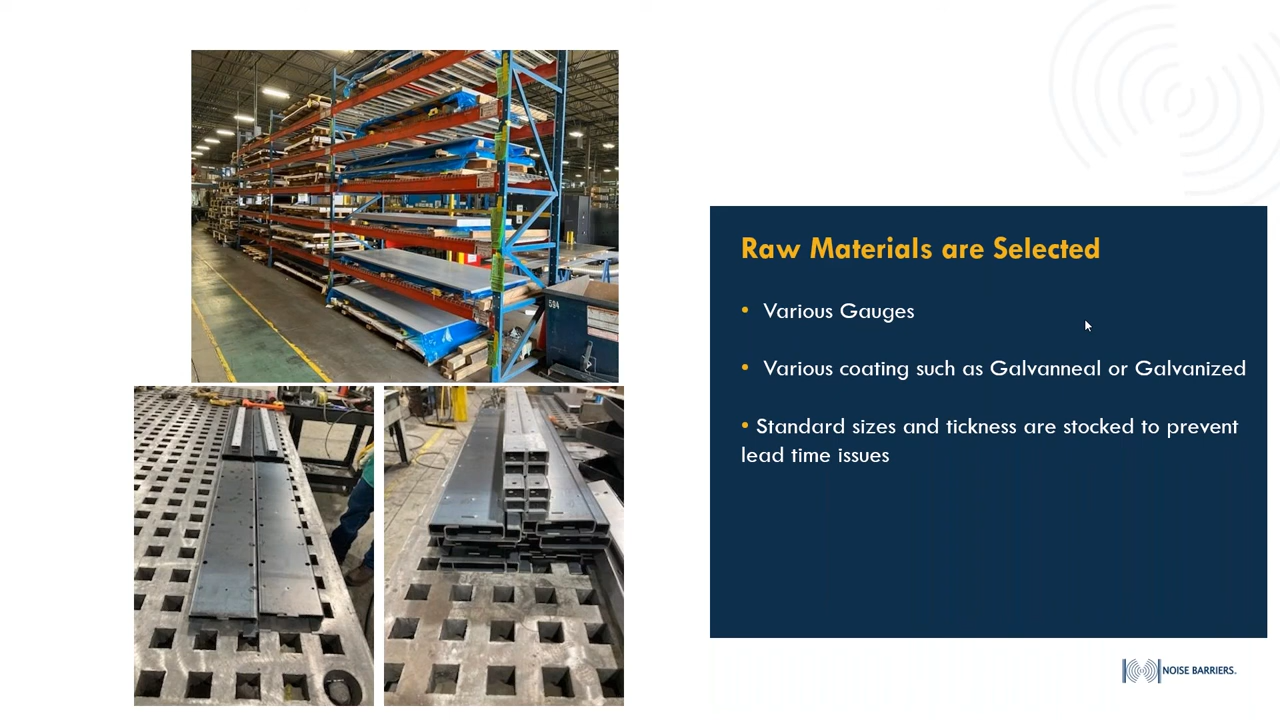 594
Raw Materials are Selected
• Various Gauges
• Various coating such as Galvanneal or Galvanized
• Standard sizes and tickness are stocked to prevent
lead time issues
NOISE BARRIERS.